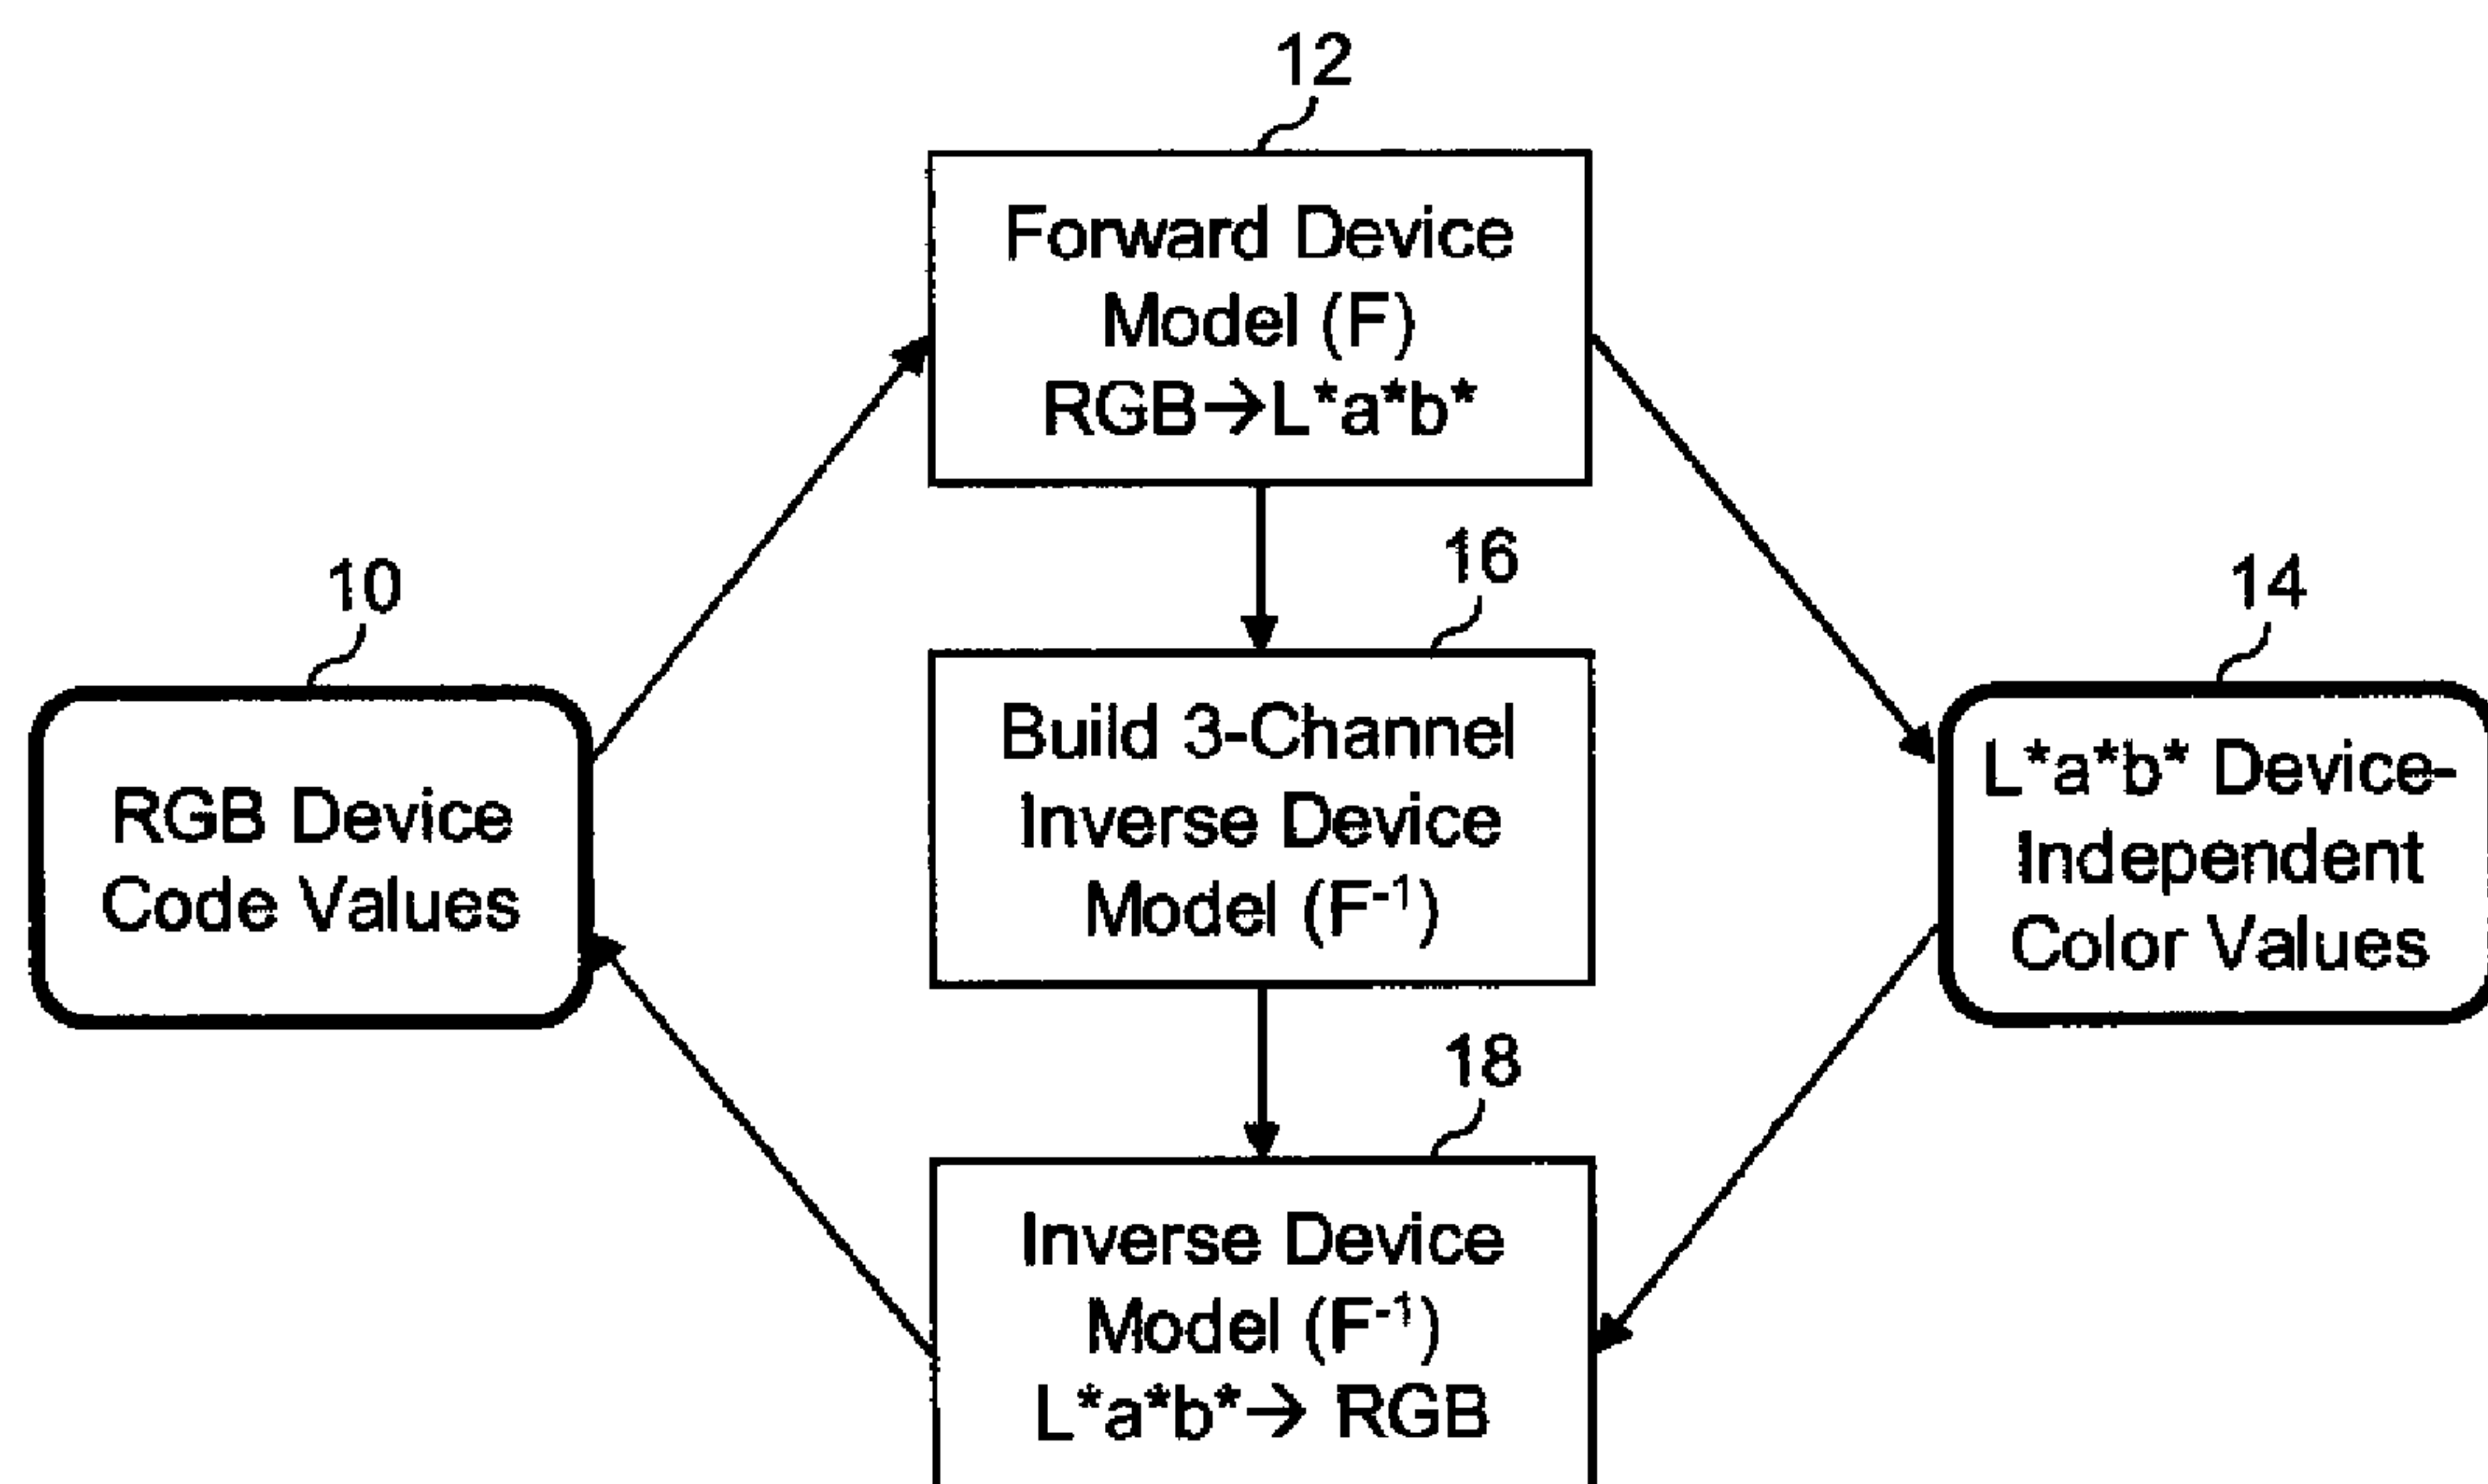 12
Forward Device
Model (F)
RGB→L*a*b*
16
10
14
Build 3-Channel
Inverse Device
Model (F⁻¹)
RGB Device
Code Values
L*a*b* Device-
Independent
Color Values
18
Inverse Device
Model (F⁻¹)
L*a*b*→ RGB